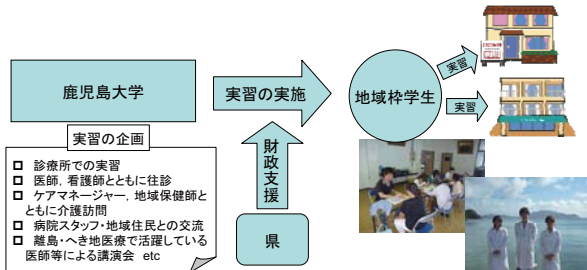 鹿児島大学
実習の企画
□ 診療所での実習
□ 医師，看護師とともに往診
□ ケアマネージャー，地域保健師と
ともに介護訪問
□ 病院スタッフ・地域住民との交流
□ 離島・へき地医療で活躍している
医師等による講演会 etc
実習の実施
財政支援
県
地域枠学生
実習
実習